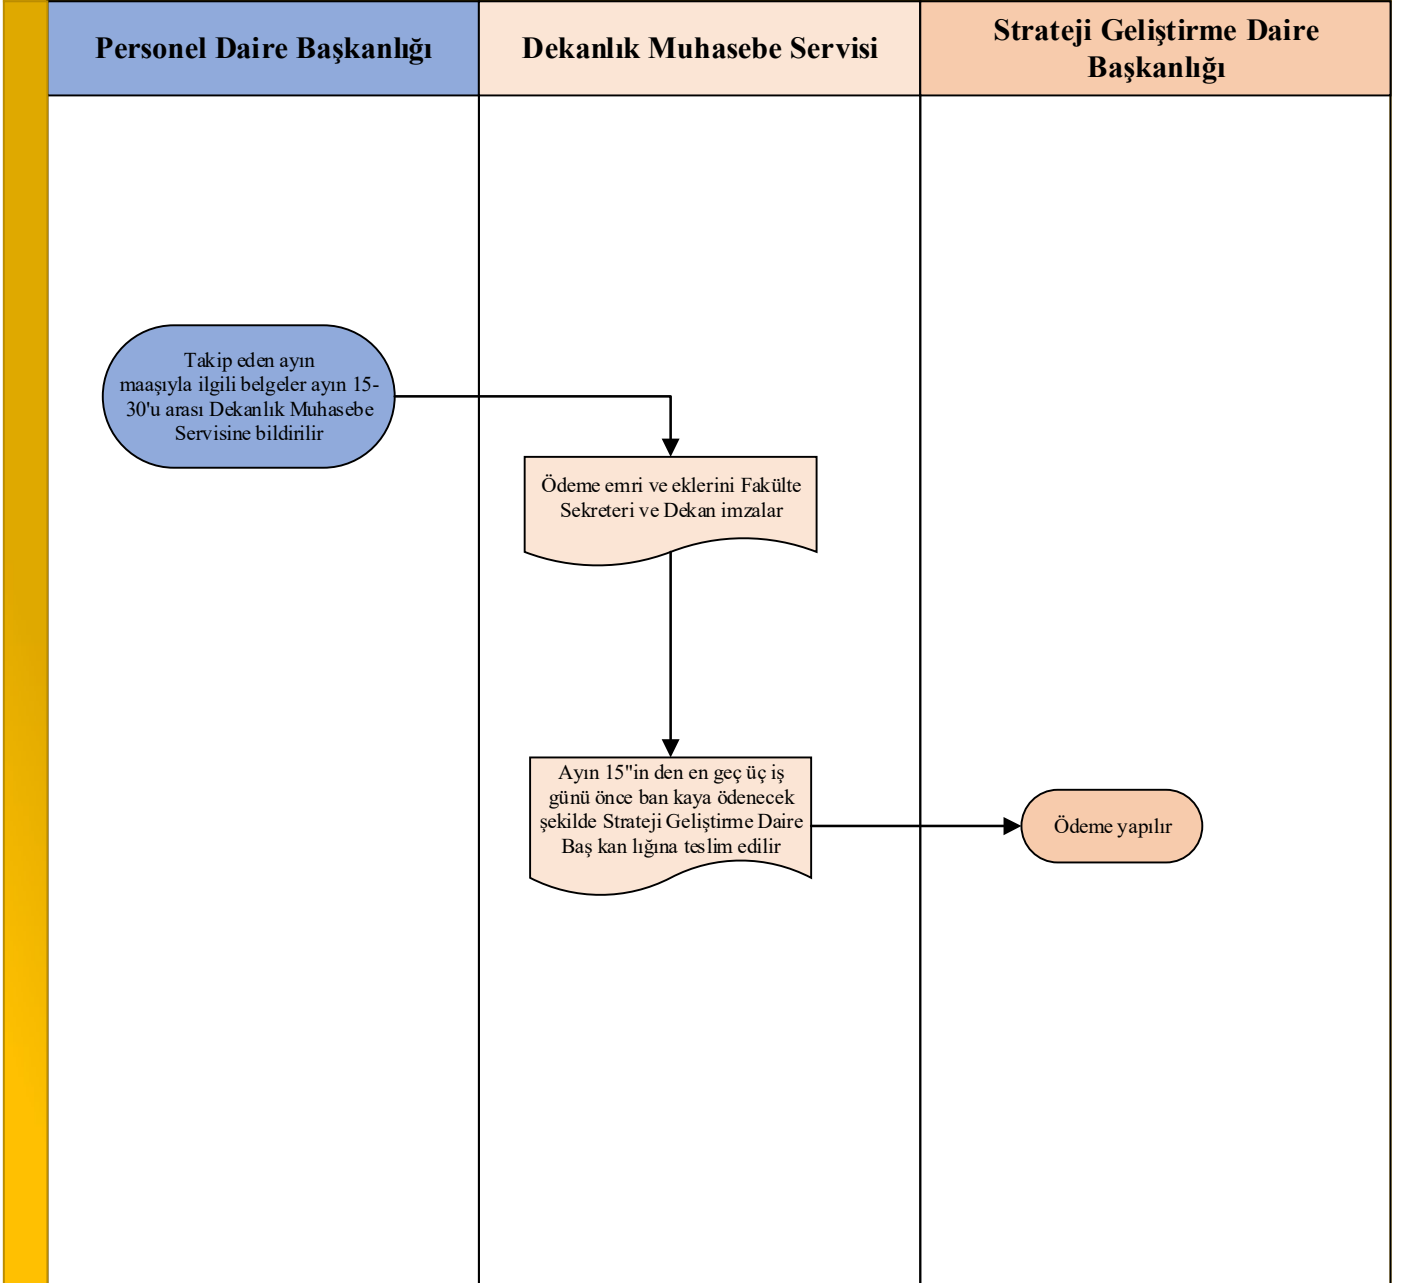 Personel Daire Başkanlığı
Dekanlık Muhasebe Servisi
Strateji Geliştirme Daire
Başkanlığı
Takip eden ayın
maaşıyla ilgili belgeler ayın 15-
30'u arası Dekanlık Muhasebe
Servisine bildirilir
Ödeme emri ve eklerini Fakülte
Sekreteri ve Dekan imzalar
Ayın 15"in den en geç üç iş
günü önce ban kaya ödenecek
şekilde Strateji Geliştirme Daire
Baş kan lığına teslim edilir
Ödeme yapılır